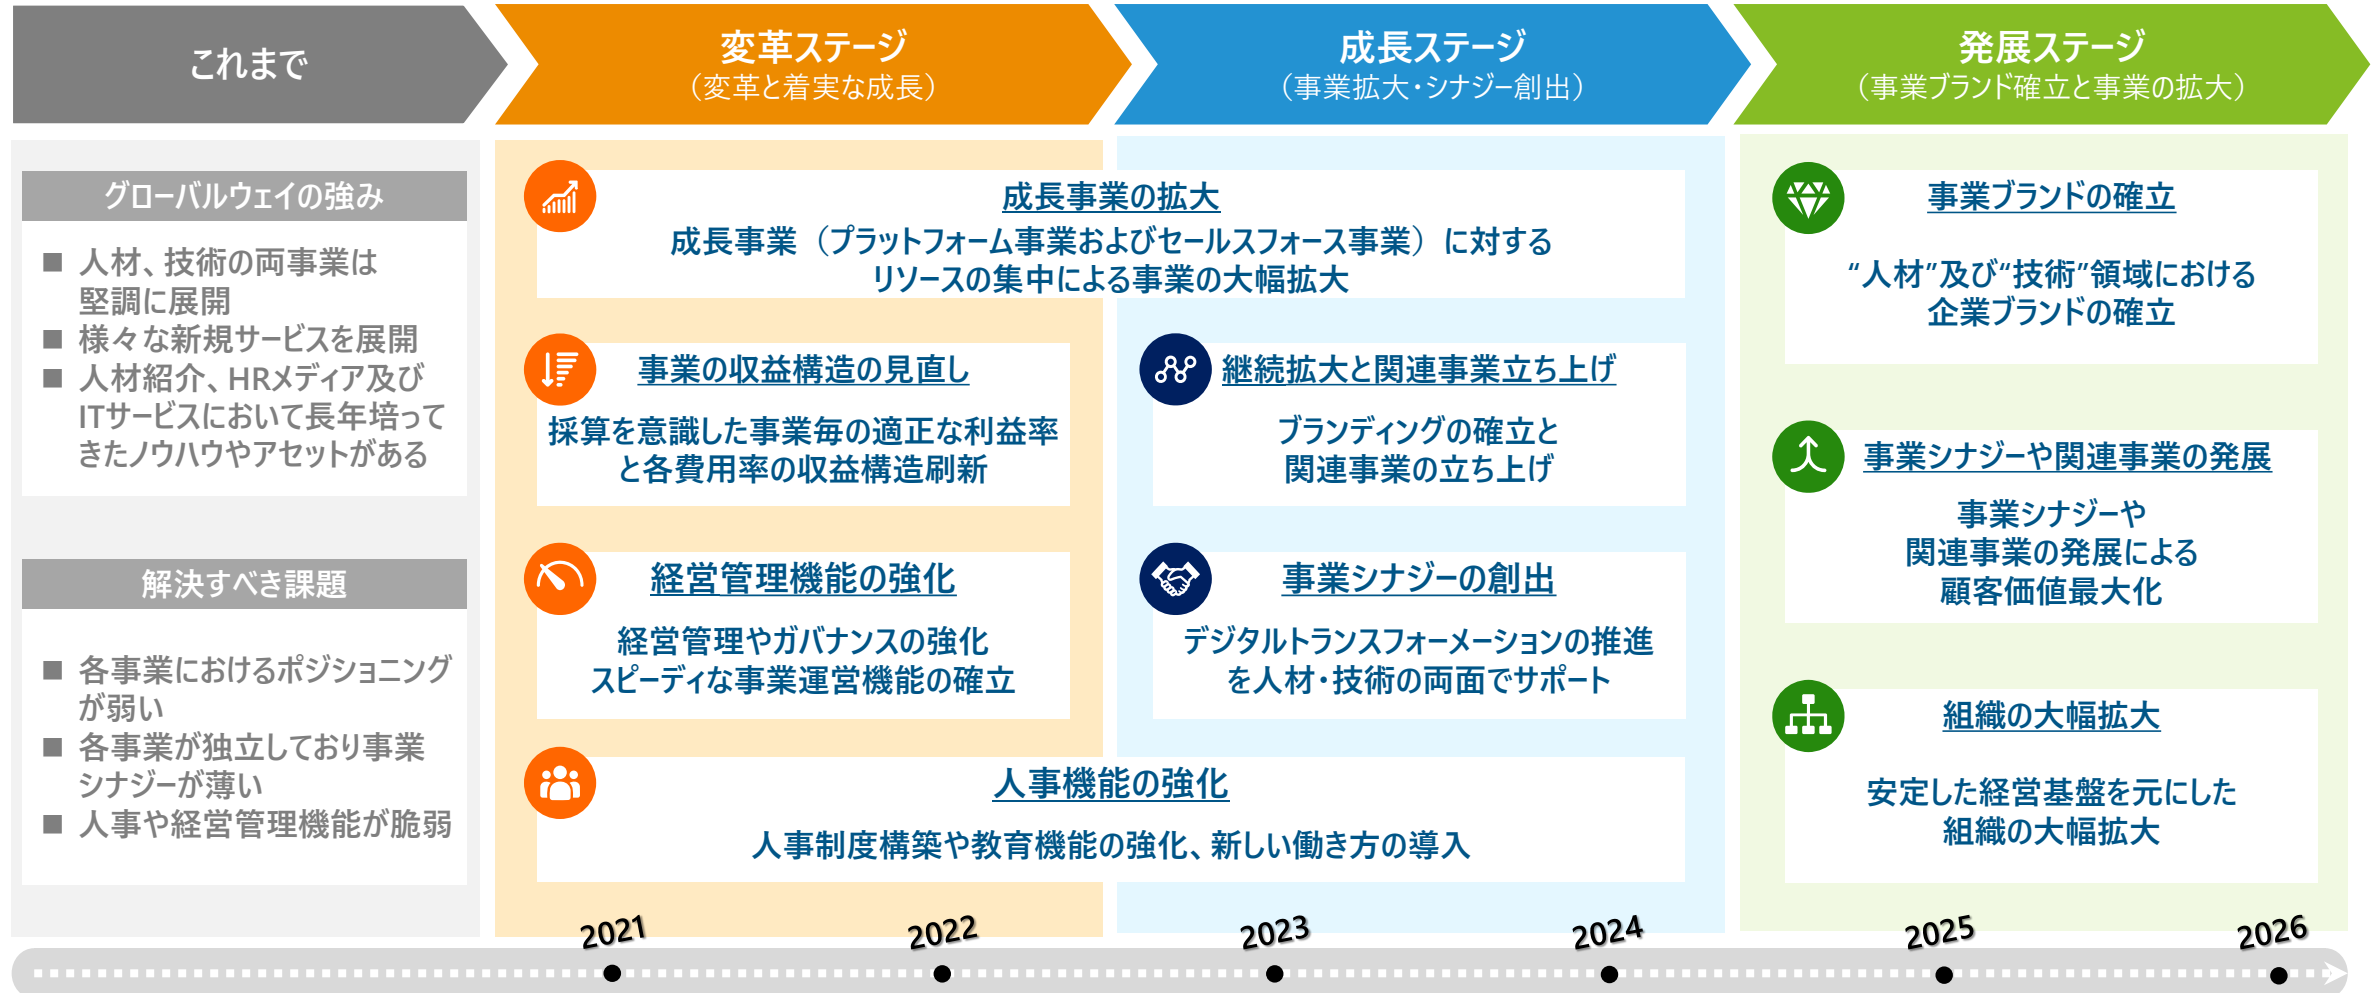 これまで
変革ステージ
（変革と着実な成長）
成長ステージ
（事業拡大・シナジー創出）
発展ステージ
（事業ブランド確立と事業の拡大）
グローバルウェイの強み
■ 人材、技術の両事業は
堅調に展開
■ 様々な新規サービスを展開
■ 人材紹介、HRメディア及び
ITサービスにおいて長年培って
きたノウハウやアセットがある
解決すべき課題
■ 各事業におけるポジショニング
が弱い
■ 各事業が独立しており事業
シナジーが薄い
■ 人事や経営管理機能が脆弱
成長事業の拡大
成長事業（プラットフォーム事業およびセールスフォース事業）に対する
リソースの集中による事業の大幅拡大
事業の収益構造の見直し
採算を意識した事業毎の適正な利益率
と各費用率の収益構造刷新
継続拡大と関連事業立ち上げ
ブランディングの確立と
関連事業の立ち上げ
経営管理機能の強化
経営管理やガバナンスの強化
スピーディな事業運営機能の確立
事業シナジーの創出
デジタルトランスフォーメーションの推進
を人材・技術の両面でサポート
人事機能の強化
人事制度構築や教育機能の強化、新しい働き方の導入
事業ブランドの確立
“人材”及び“技術”領域における
企業ブランドの確立
事業シナジーや関連事業の発展
事業シナジーや
関連事業の発展による
顧客価値最大化
組織の大幅拡大
安定した経営基盤を元にした
組織の大幅拡大
2021
2022
2023
2024
2025
2026